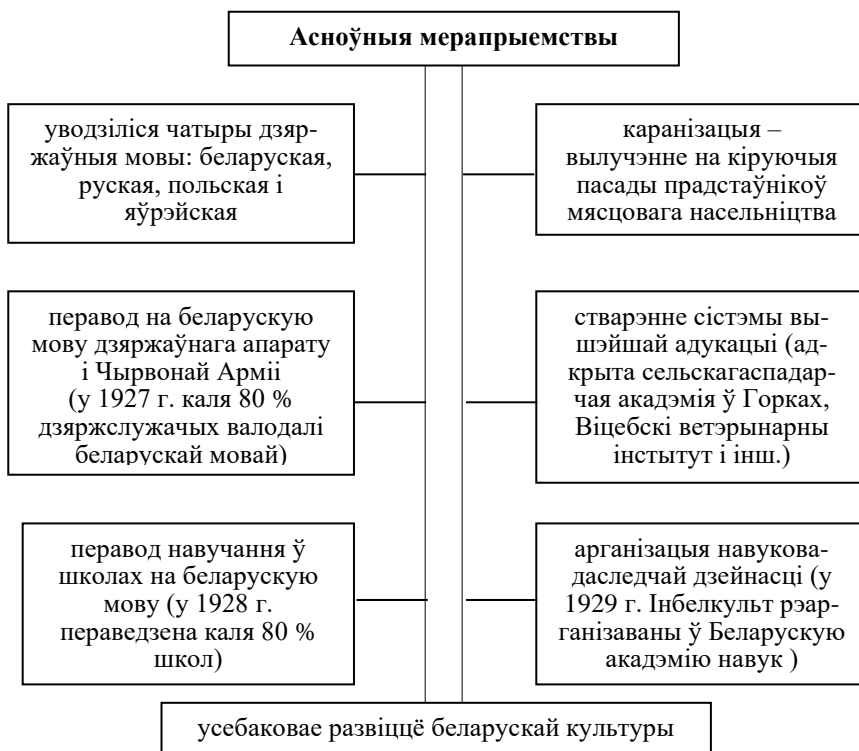 Асноўныя мерапрыемствы
уводзіліся чатыры дзяр-
жаўныя мовы: беларуская,
руская, польская і
яўрэйская
каранізацыя –
вылучэнне на кіруючыя
пасады прадстаўнікоў
мясцовага насельніцтва
перавод на беларускую
мову дзяржаўнага апарату
і Чырвонай Арміі
(у 1927 г. каля 80 %
дзяржслужачых валодалі
беларускай мовай)
стварэнне сістэмы вы-
шэйшай адукацыі (ад-
крыта сельскагаспадар-
чая акадэмія ў Горках,
Віцебскі ветэрынарны
інстытут і інш.)
перавод навучання ў
школах на беларускую
мову (у 1928 г.
пераведзена каля 80 %
школ)
арганізацыя навукова-
даследчай дзейнасці (у
1929 г. Інбелкульт рэар-
ганізаваны ў Беларускую
акадэмію навук )
усебаковае развіццё беларускай культуры